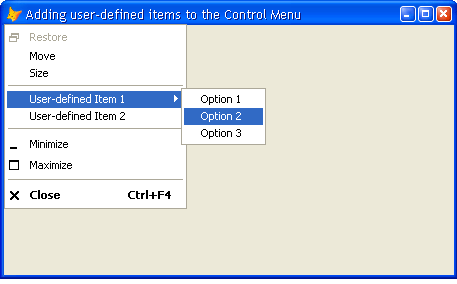 Adding user-defined items to the Control Menu
Restore
Move
Size
User-defined Item 1
Option 1
User-defined Item 2
Option 2
Option 3
Minimize
Maximize
Close Ctrl+F4